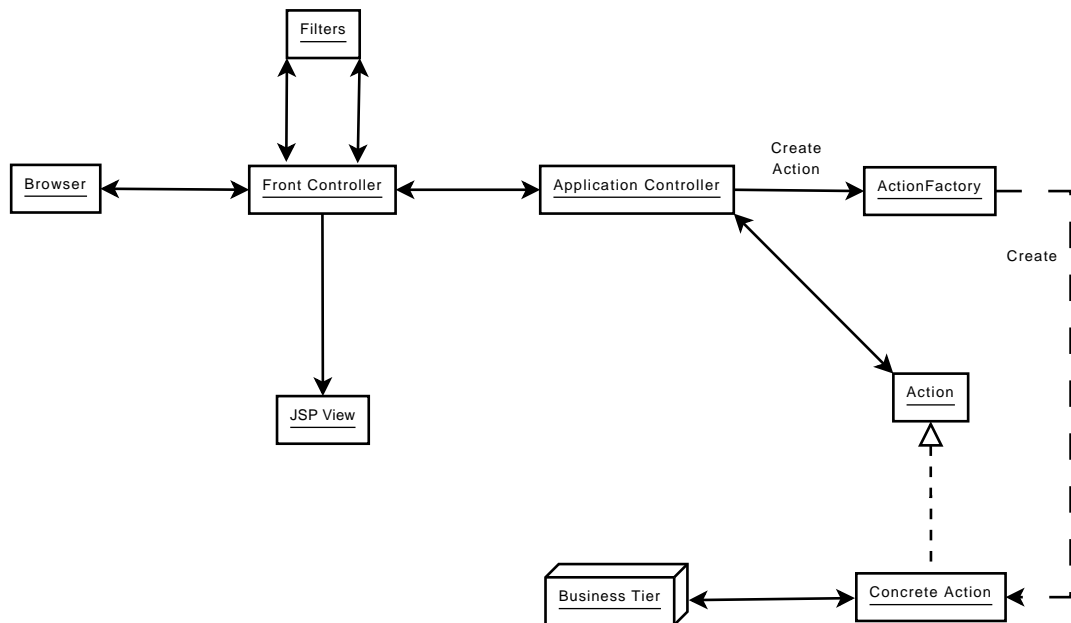 Filters
Create
Action
Browser
Front Controller
Application Controller
ActionFactory
Create
Action
JSP View
Business Tier
Concrete Action